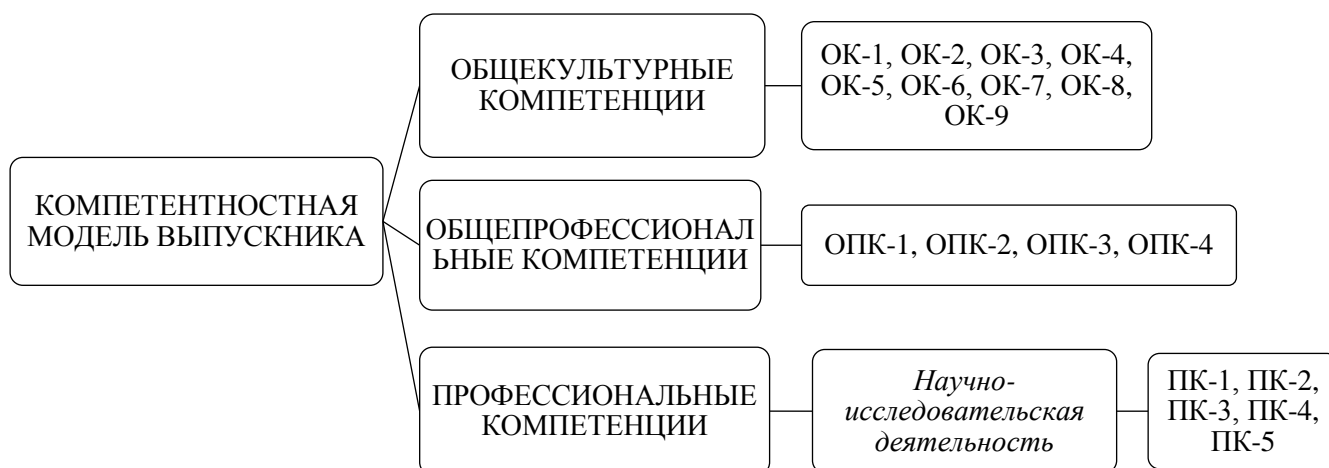 КОМПЕТЕНТНОСТНАЯ
МОДЕЛЬ ВЫПУСКНИКА
ОБЩЕКУЛЬТУРНЫЕ
КОМПЕТЕНЦИИ
ОК-1, ОК-2, ОК-3, ОК-4,
ОК-5, ОК-6, ОК-7, ОК-8,
ОК-9
ОБЩЕПРОФЕССИОНАЛ
ЬНЫЕ КОМПЕТЕНЦИИ
ОПК-1, ОПК-2, ОПК-3, ОПК-4
ПРОФЕССИОНАЛЬНЫЕ
КОМПЕТЕНЦИИ
Научно-
исследовательская
деятельность
ПК-1, ПК-2,
ПК-3, ПК-4,
ПК-5